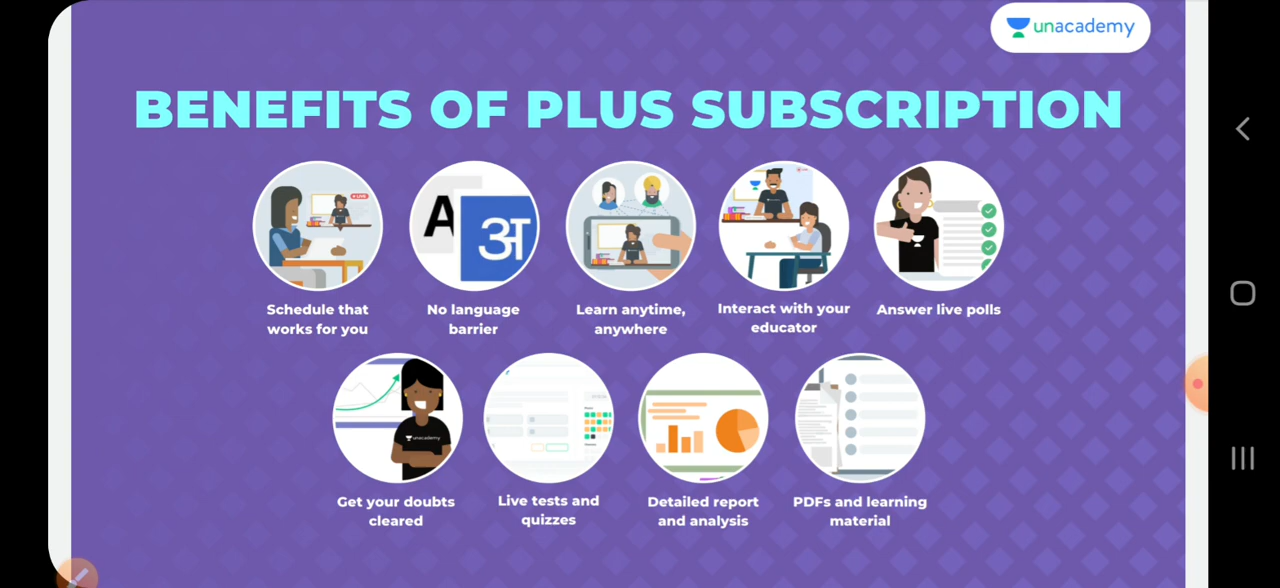 unacademy
BENEFITS OF PLUS SUBSCRIPTION
LIVE
A
अ
Schedule that
works for you
No language
barrier
Learn anytime,
anywhere
Interact with your
educator
Answer live polls
unacademy
Get your doubts
cleared
Live tests and
quizzes
Detailed report
and analysis
PDFs and learning
material